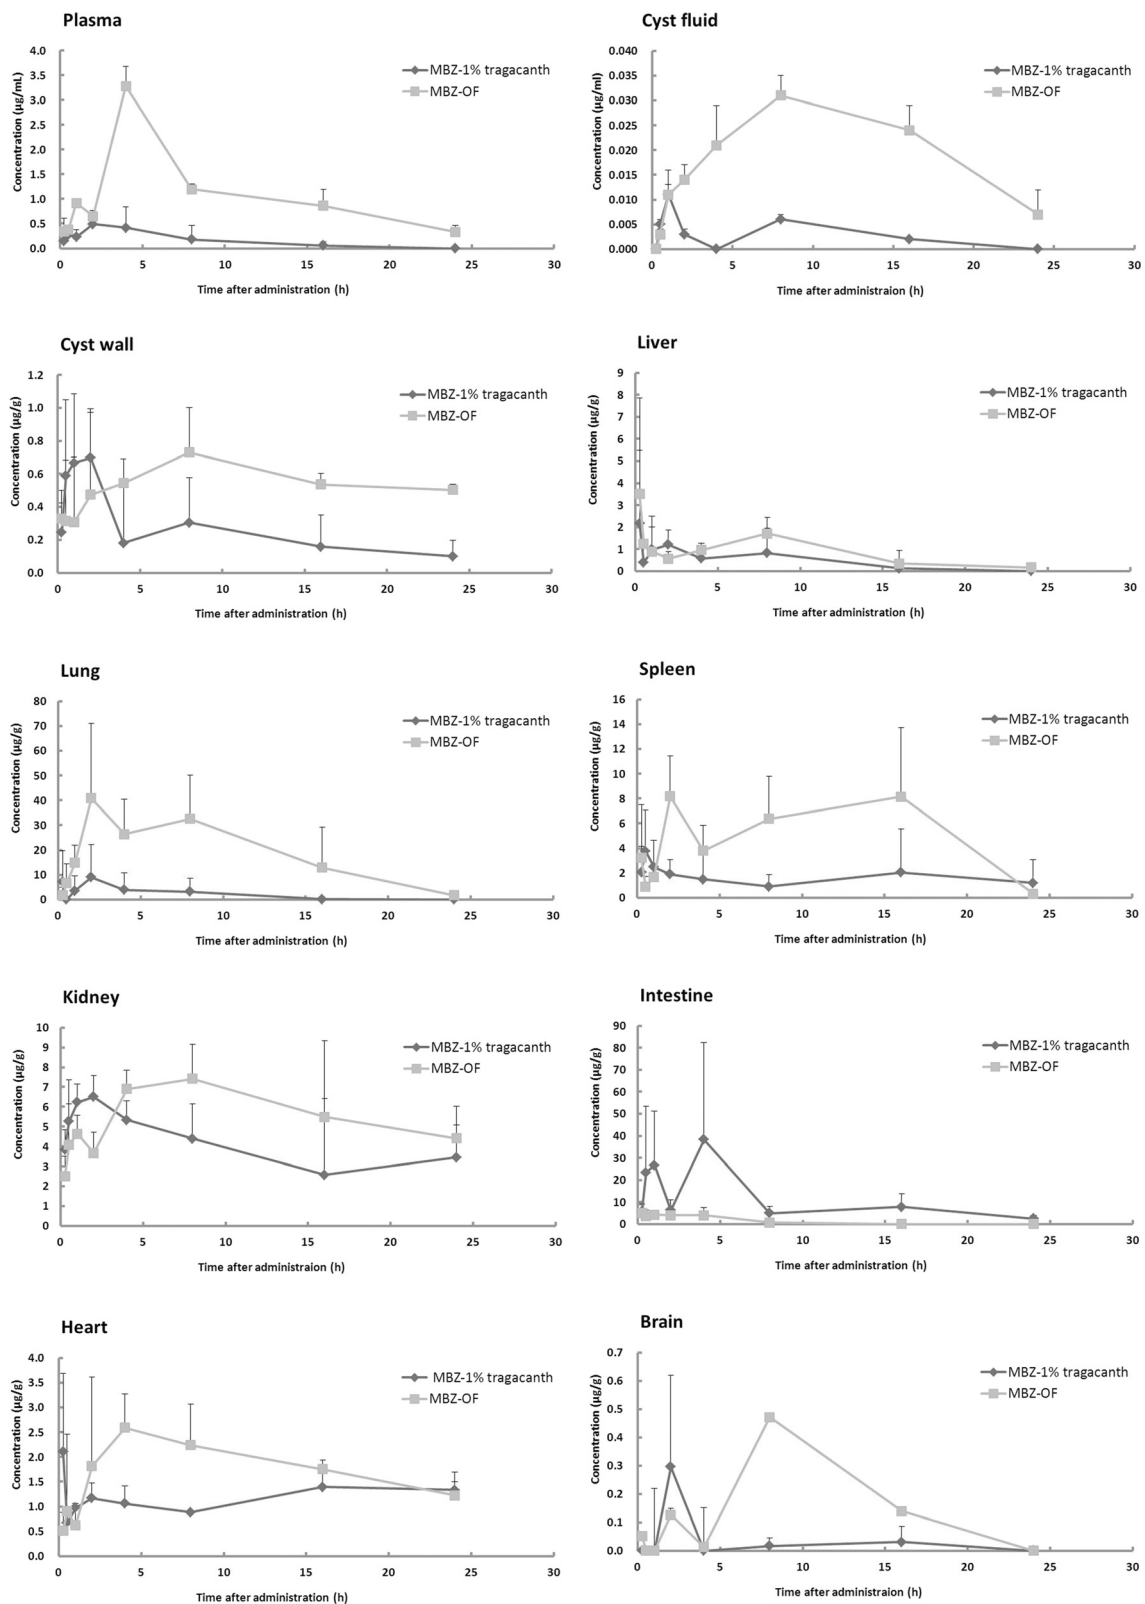 Plasma
Concentration (µg/mL)
4.0
3.5
3.0
2.5
2.0
1.5
1.0
0.5
0.0
0 5 10 15 20 25 30
Time after administration (h)
MBZ-1% tragacanth
MBZ-OF
Cyst fluid
Concentration (µg/mL)
0.040
0.035
0.030
0.025
0.020
0.015
0.010
0.005
0.000
0 5 10 15 20 25 30
Time after administraion (h)
MBZ-1% tragacanth
MBZ-OF
Cyst wall
Concentration (µg/g)
1.2
1.0
0.8
0.6
0.4
0.2
0.0
0 5 10 15 20 25 30
Time after administration (h)
MBZ-1% tragacanth
MBZ-OF
Liver
Concentration (µg/g)
9
8
7
6
5
4
3
2
1
0
0 5 10 15 20 25 30
Time after administration (h)
MBZ-1% tragacanth
MBZ-OF
Lung
Concentration (µg/g)
80
70
60
50
40
30
20
10
0
0 5 10 15 20 25 30
Time after administration (h)
MBZ-1% tragacanth
MBZ-OF
Spleen
Concentration (µg/g)
16
14
12
10
8
6
4
2
0
0 5 10 15 20 25 30
Time after administration (h)
MBZ-1% tragacanth
MBZ-OF
Kidney
Concentration (µg/g)
10
9
8
7
6
5
4
3
2
1
0
0 5 10 15 20 25 30
Time after administraion (h)
MBZ-1% tragacanth
MBZ-OF
Intestine
Concentration (µg/g)
90
80
70
60
50
40
30
20
10
0
0 5 10 15 20 25 30
Time after administraion (h)
MBZ-1% tragacanth
MBZ-OF
Heart
Concentration (µg/g)
4.0
3.5
3.0
2.5
2.0
1.5
1.0
0.5
0.0
0 5 10 15 20 25 30
Time after administration (h)
MBZ-1% tragacanth
MBZ-OF
Brain
Concentration (µg/g)
0.7
0.6
0.5
0.4
0.3
0.2
0.1
0.0
0 5 10 15 20 25 30
Time after administration (h)
MBZ-1% tragacanth
MBZ-OF